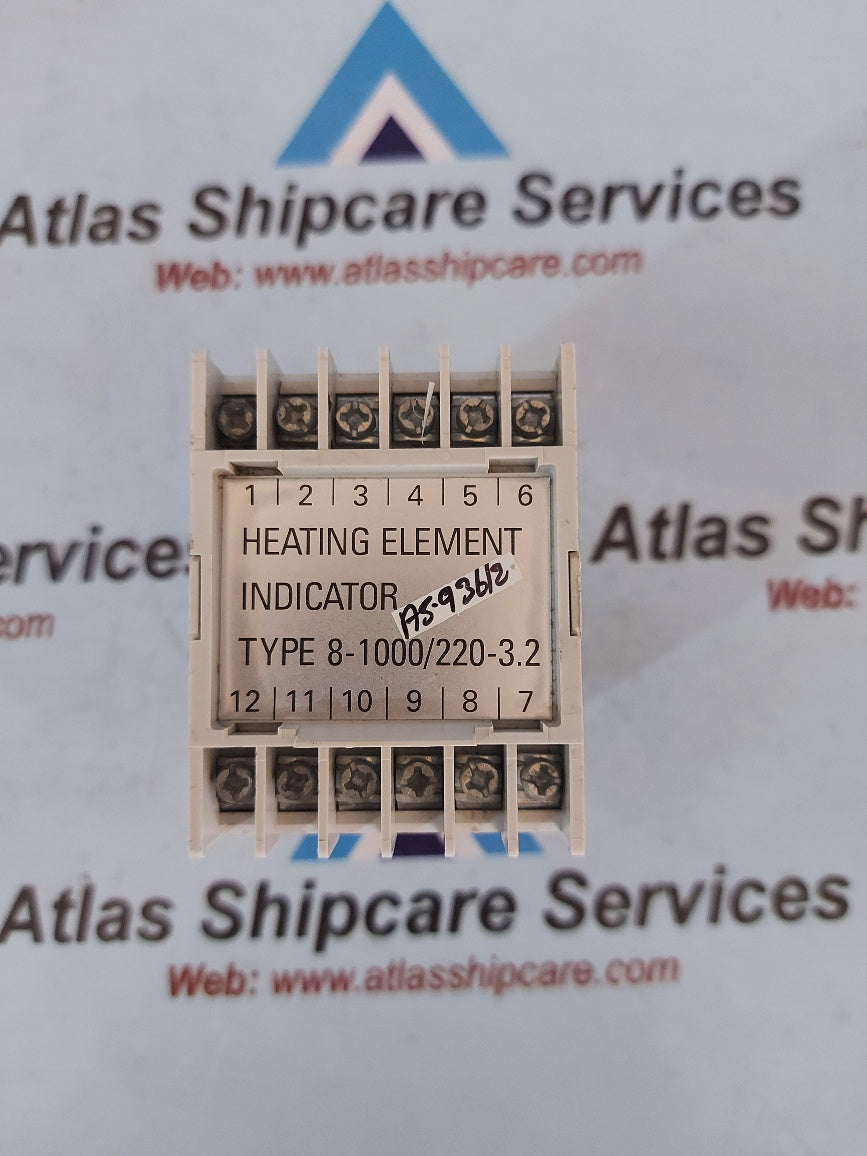 Atlas Shipcare Services
Web: www.atlasshipcare.com
1 | 2 | 3 | 4 | 5 | 6
HEATING ELEMENT
INDICATOR
AS-93612
TYPE 8-1000/220-3.2
12 | 11 | 10 | 9 | 8 | 7
ervices
com
Atlas Sh
Web:
Atlas Shipcare Services
Web: www.atlasshipcare.com